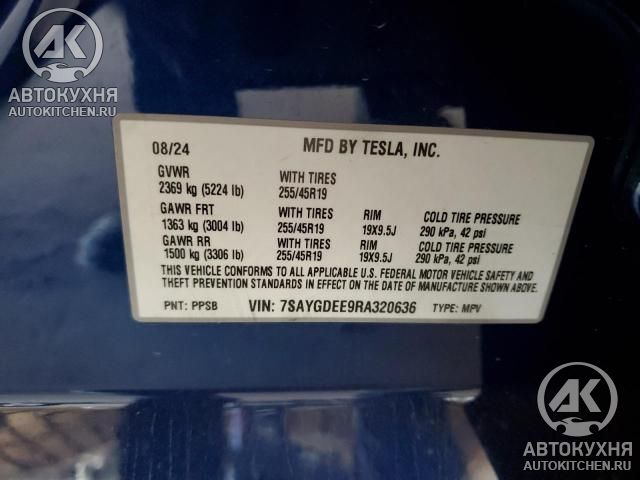 AK
АВТОКУХНЯ
AUTOKITCHEN.RU
08/24 MFD BY TESLA, INC.
GVWR
2369 kg (5224 lb) WITH TIRES
255/45R19
GAWR FRT
1363 kg (3004 lb) WITH TIRES
255/45R19 RIM
19X9.5J COLD TIRE PRESSURE
290 kPa, 42 psi
GAWR RR
1500 kg (3306 lb) WITH TIRES
255/45R19 RIM
19X9.5J COLD TIRE PRESSURE
290 kPa, 42 psi
THIS VEHICLE CONFORMS TO ALL APPLICABLE U.S. FEDERAL MOTOR VEHICLE SAFETY AND
THEFT PREVENTION STANDARDS IN EFFECT ON THE DATE OF MANUFACTURE SHOWN ABOVE.
PNT: PPSB VIN: 7SAYGDEE9RA320636 TYPE: MPV
AK
АВТОКУХНЯ
AUTOKITCHEN.RU